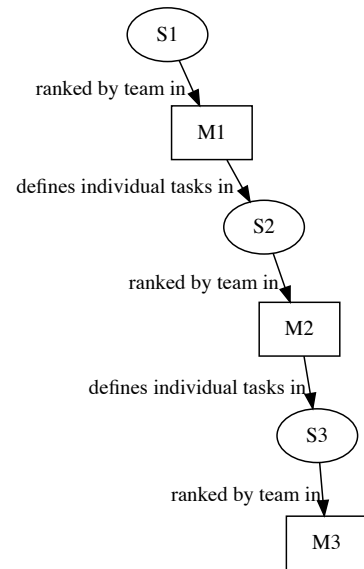 S1
ranked by team in
M1
defines individual tasks in
S2
ranked by team in
M2
defines individual tasks in
S3
ranked by team in
M3